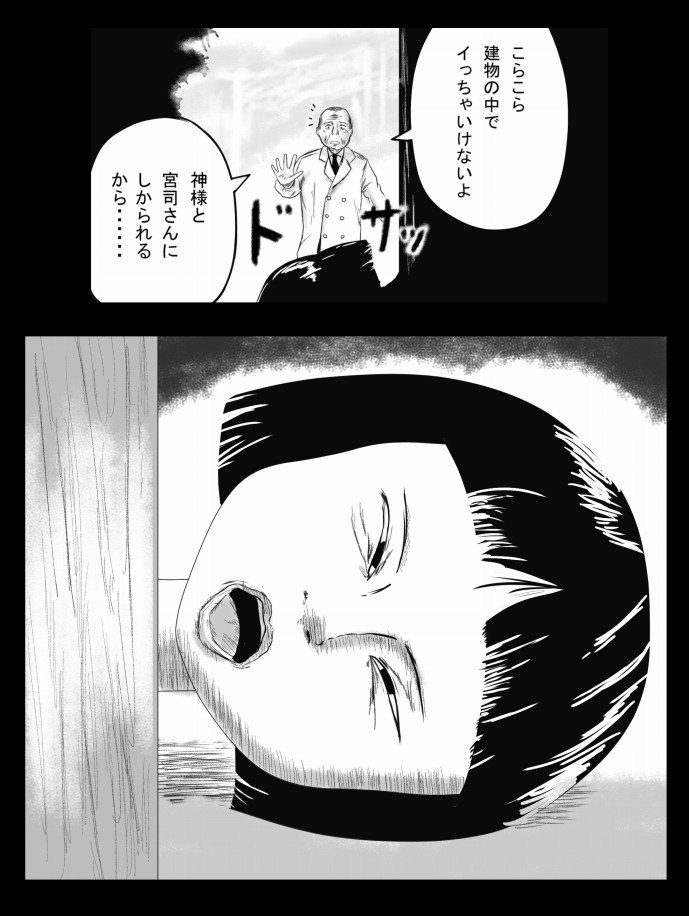 こらこら
建物の中で
イっちゃいけないよ
神様と
宮司さんに
しかられる
から・・・・・・
ドサッ